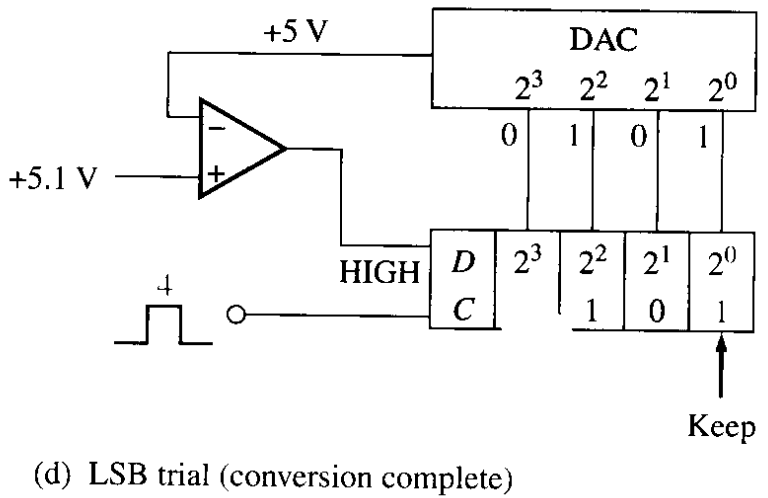 +5 V
DAC
2³ 2² 2¹ 2⁰
0 1 0 1
−
+
+5.1 V
HIGH
D 2³ 2² 2¹ 2⁰
C 1 0 1
4
Keep
(d) LSB trial (conversion complete)